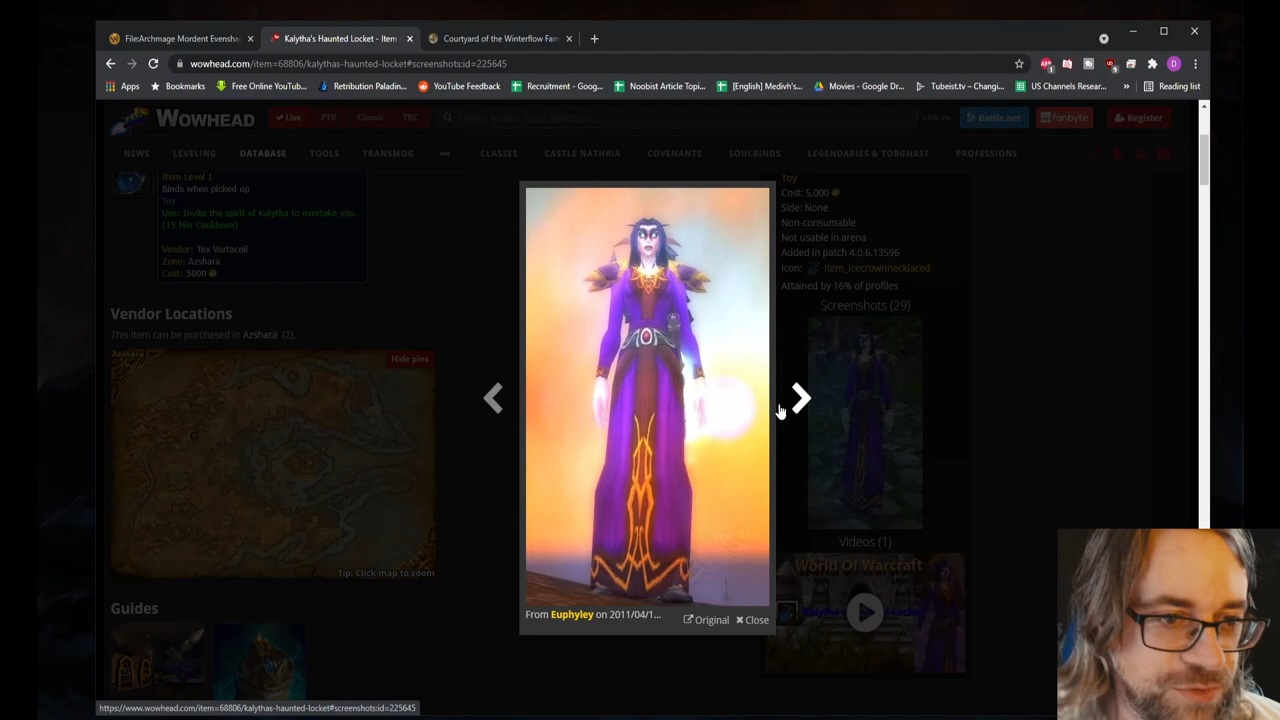 File:Archmage Mordent Evensha
Kalytha's Haunted Locket - Item
Courtyard of the Winterflow Fam
wowhead.com/item=68806/kalythas-haunted-locket#screenshots:id=225645
Apps
Bookmarks
Free Online YouTub...
Retribution Paladin...
YouTube Feedback
Recruitment - Goog...
Noobist Article Topi...
[English] Medivh's...
Movies - Google Dr...
Tubeist.tv – Changi...
US Channels Resear...
»
Reading list
WOWHEAD
Live
PTR
Classic
TBC
LOG IN:
Battle.net
fanbyte
Register
NEWS
LEVELING
DATABASE
TOOLS
TRANSMOG
•••
CLASSES
CASTLE NATHRIA
COVENANTS
SOULBINDS
LEGENDARIES & TORGHAST
PROFESSIONS
Item Level 1
Binds when picked up
Toy
Use: Invite the spirit of Kalytha to overtake you.
(15 Min Cooldown)
Vendor: Tex Vortacoil
Zone: Azshara
Cost: 5000
Toy
Cost: 5,000
Side: None
Non-consumable
Not usable in arena
Added in patch 4.0.6.13596
Icon: item_icecrownnecklaced
Attained by 16% of profiles
Screenshots (29)
Vendor Locations
This item can be purchased in Azshara (2).
Azshara
Hide pins
Tip: Click map to zoom
Videos (1)
World Of Warcraft
From Euphyley on 2011/04/1...
Original
Close
Guides
https://www.wowhead.com/item=68806/kalythas-haunted-locket#screenshots:id=225645